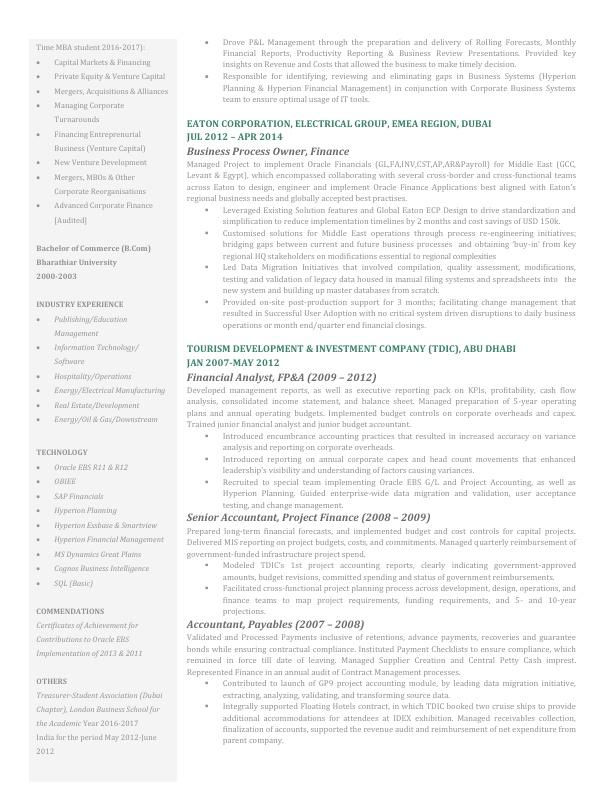 Time MBA student 2016-2017):
• Capital Markets & Financing
• Private Equity & Venture Capital
• Mergers, Acquisitions & Alliances
• Managing Corporate
Turnarounds
• Financing Entreprenurial
Business (Venture Capital)
• New Venture Development
• Mergers, MBOs & Other
Corporate Reorganisations
• Advanced Corporate Finance
[Audited]
Bachelor of Commerce (B.Com)
Bharathiar University
2000-2003
INDUSTRY EXPERIENCE
• Publishing/Education
Management
• Information Technology/
Software
• Hospitality/Operations
• Energy/Electrical Manufacturing
• Real Estate/Development
• Energy/Oil & Gas/Downstream
TECHNOLOGY
• Oracle EBS R11 & R12
• OBIEE
• SAP Financials
• Hyperion Planning
• Hyperion Essbase & Smartview
• Hyperion Financial Management
• MS Dynamics Great Plains
• Cognos Business Intelligence
• SQL (Basic)
COMMENDATIONS
Certificates of Achievement for
Contributions to Oracle EBS
Implementation of 2013 & 2011
OTHERS
Treasurer-Student Association (Dubai
Chapter), London Business School for
the Academic Year 2016-2017
India for the period May 2012-June
2012
• Drove P&L Management through the preparation and delivery of Rolling Forecasts, Monthly
Financial Reports, Productivity Reporting & Business Review Presentations. Provided key
insights on Revenue and Costs that allowed the business to make timely decision.
• Responsible for identifying, reviewing and eliminating gaps in Business Systems (Hyperion
Planning & Hyperion Financial Management) in conjunction with Corporate Business Systems
team to ensure optimal usage of IT tools.
EATON CORPORATION, ELECTRICAL GROUP, EMEA REGION, DUBAI
JUL 2012 – APR 2014
Business Process Owner, Finance
Managed Project to implement Oracle Financials (GL,FA,INV,CST,AP,AR&Payroll) for Middle East (GCC,
Levant & Egypt), which encompassed collaborating with several cross-border and cross-functional teams
across Eaton to design, engineer and implement Oracle Finance Applications best aligned with Eaton's
regional business needs and globally accepted best practises.
• Leveraged Existing Solution features and Global Eaton ECP Design to drive standardization and
simplification to reduce implementation timelines by 2 months and cost savings of USD 150k.
• Customised solutions for Middle East operations through process re-engineering initiatives;
bridging gaps between current and future business processes and obtaining 'buy-in' from key
regional HQ stakeholders on modifications essential to regional complexities
• Led Data Migration Initiatives that involved compilation, quality assessment, modifications,
testing and validation of legacy data housed in manual filing systems and spreadsheets into the
new system and building up master databases from scratch.
• Provided on-site post-production support for 3 months; facilitating change management that
resulted in Successful User Adoption with no critical system driven disruptions to daily business
operations or month end/quarter end financial closings.
TOURISM DEVELOPMENT & INVESTMENT COMPANY (TDIC), ABU DHABI
JAN 2007-MAY 2012
Financial Analyst, FP&A (2009 – 2012)
Developed management reports, as well as executive reporting pack on KPIs, profitability, cash flow
analysis, consolidated income statement, and balance sheet. Managed preparation of 5-year operating
plans and annual operating budgets. Implemented budget controls on corporate overheads and capex.
Trained junior financial analyst and junior budget accountant.
• Introduced encumbrance accounting practices that resulted in increased accuracy on variance
analysis and reporting on corporate overheads.
• Introduced reporting on annual corporate capex and head count movements that enhanced
leadership's visibility and understanding of factors causing variances.
• Recruited to special team implementing Oracle EBS G/L and Project Accounting, as well as
Hyperion Planning. Guided enterprise-wide data migration and validation, user acceptance
testing, and change management.
Senior Accountant, Project Finance (2008 – 2009)
Prepared long-term financial forecasts, and implemented budget and cost controls for capital projects.
Delivered MIS reporting on project budgets, costs, and commitments. Managed quarterly reimbursement of
government-funded infrastructure project spend.
• Modeled TDIC's 1st project accounting reports, clearly indicating government-approved
amounts, budget revisions, committed spending and status of government reimbursements.
• Facilitated cross-functional project planning process across development, design, operations, and
finance teams to map project requirements, funding requirements, and 5- and 10-year
projections.
Accountant, Payables (2007 – 2008)
Validated and Processed Payments inclusive of retentions, advance payments, recoveries and guarantee
bonds while ensuring contractual compliance. Instituted Payment Checklists to ensure compliance, which
remained in force till date of leaving. Managed Supplier Creation and Central Petty Cash imprest.
Represented Finance in an annual audit of Contract Management processes.
• Contributed to launch of GP9 project accounting module, by leading data migration initiative,
extracting, analyzing, validating, and transforming source data.
• Integrally supported Floating Hotels contract, in which TDIC booked two cruise ships to provide
additional accommodations for attendees at IDEX exhibition. Managed receivables collection,
finalization of accounts, supported the revenue audit and reimbursement of net expenditure from
parent company.